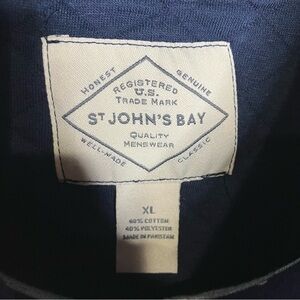 HONEST
GENUINE
REGISTERED
U.S.
TRADE MARK
ST JOHN'S BAY
QUALITY
MENSWEAR
WELL-MADE
CLASSIC
XL
60% COTTON
40% POLYESTER
MADE IN PAKISTAN